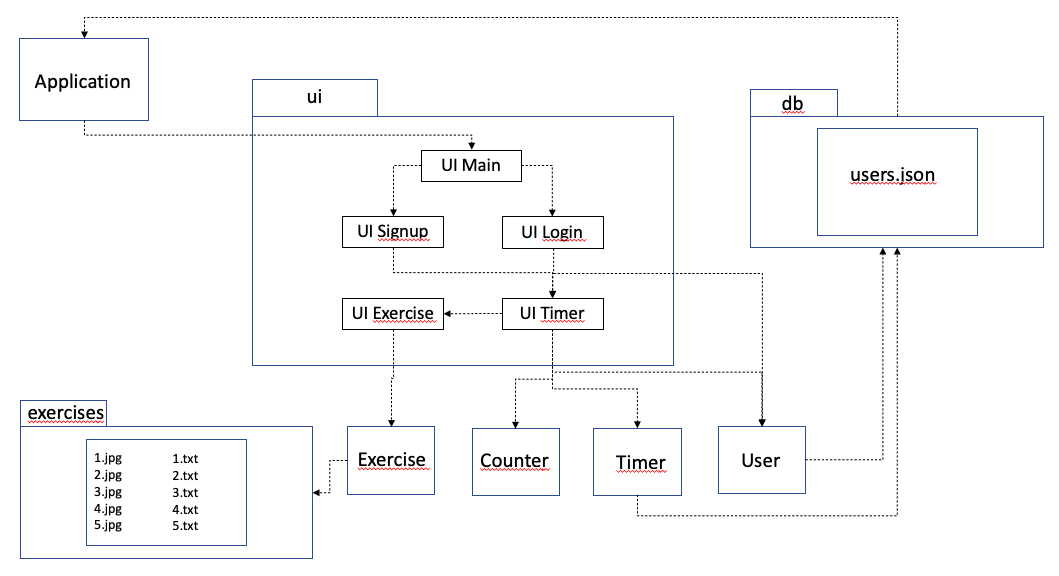 Application
ui
db
UI Main
users.json
UI Signup
UI Login
UI Exercise
UI Timer
exercises
1.jpg 1.txt
2.jpg 2.txt
3.jpg 3.txt
4.jpg 4.txt
5.jpg 5.txt
Exercise
Counter
Timer
User